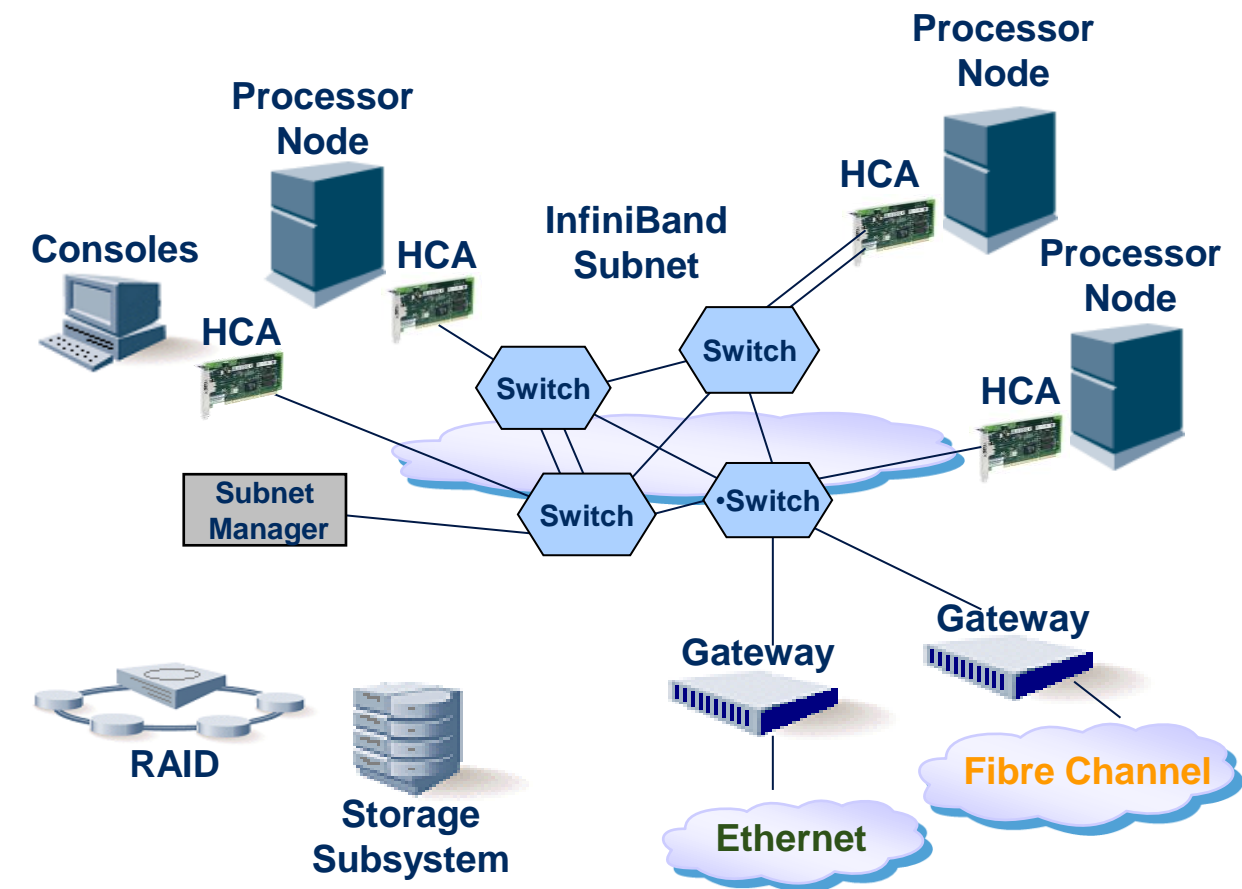 Processor
Node
Processor
Node
HCA
InfiniBand
Subnet
Consoles
HCA
Processor
Node
HCA
Switch
Switch
HCA
Subnet
Manager
Switch
•Switch
Gateway
Gateway
RAID
Fibre Channel
Storage
Subsystem
Ethernet